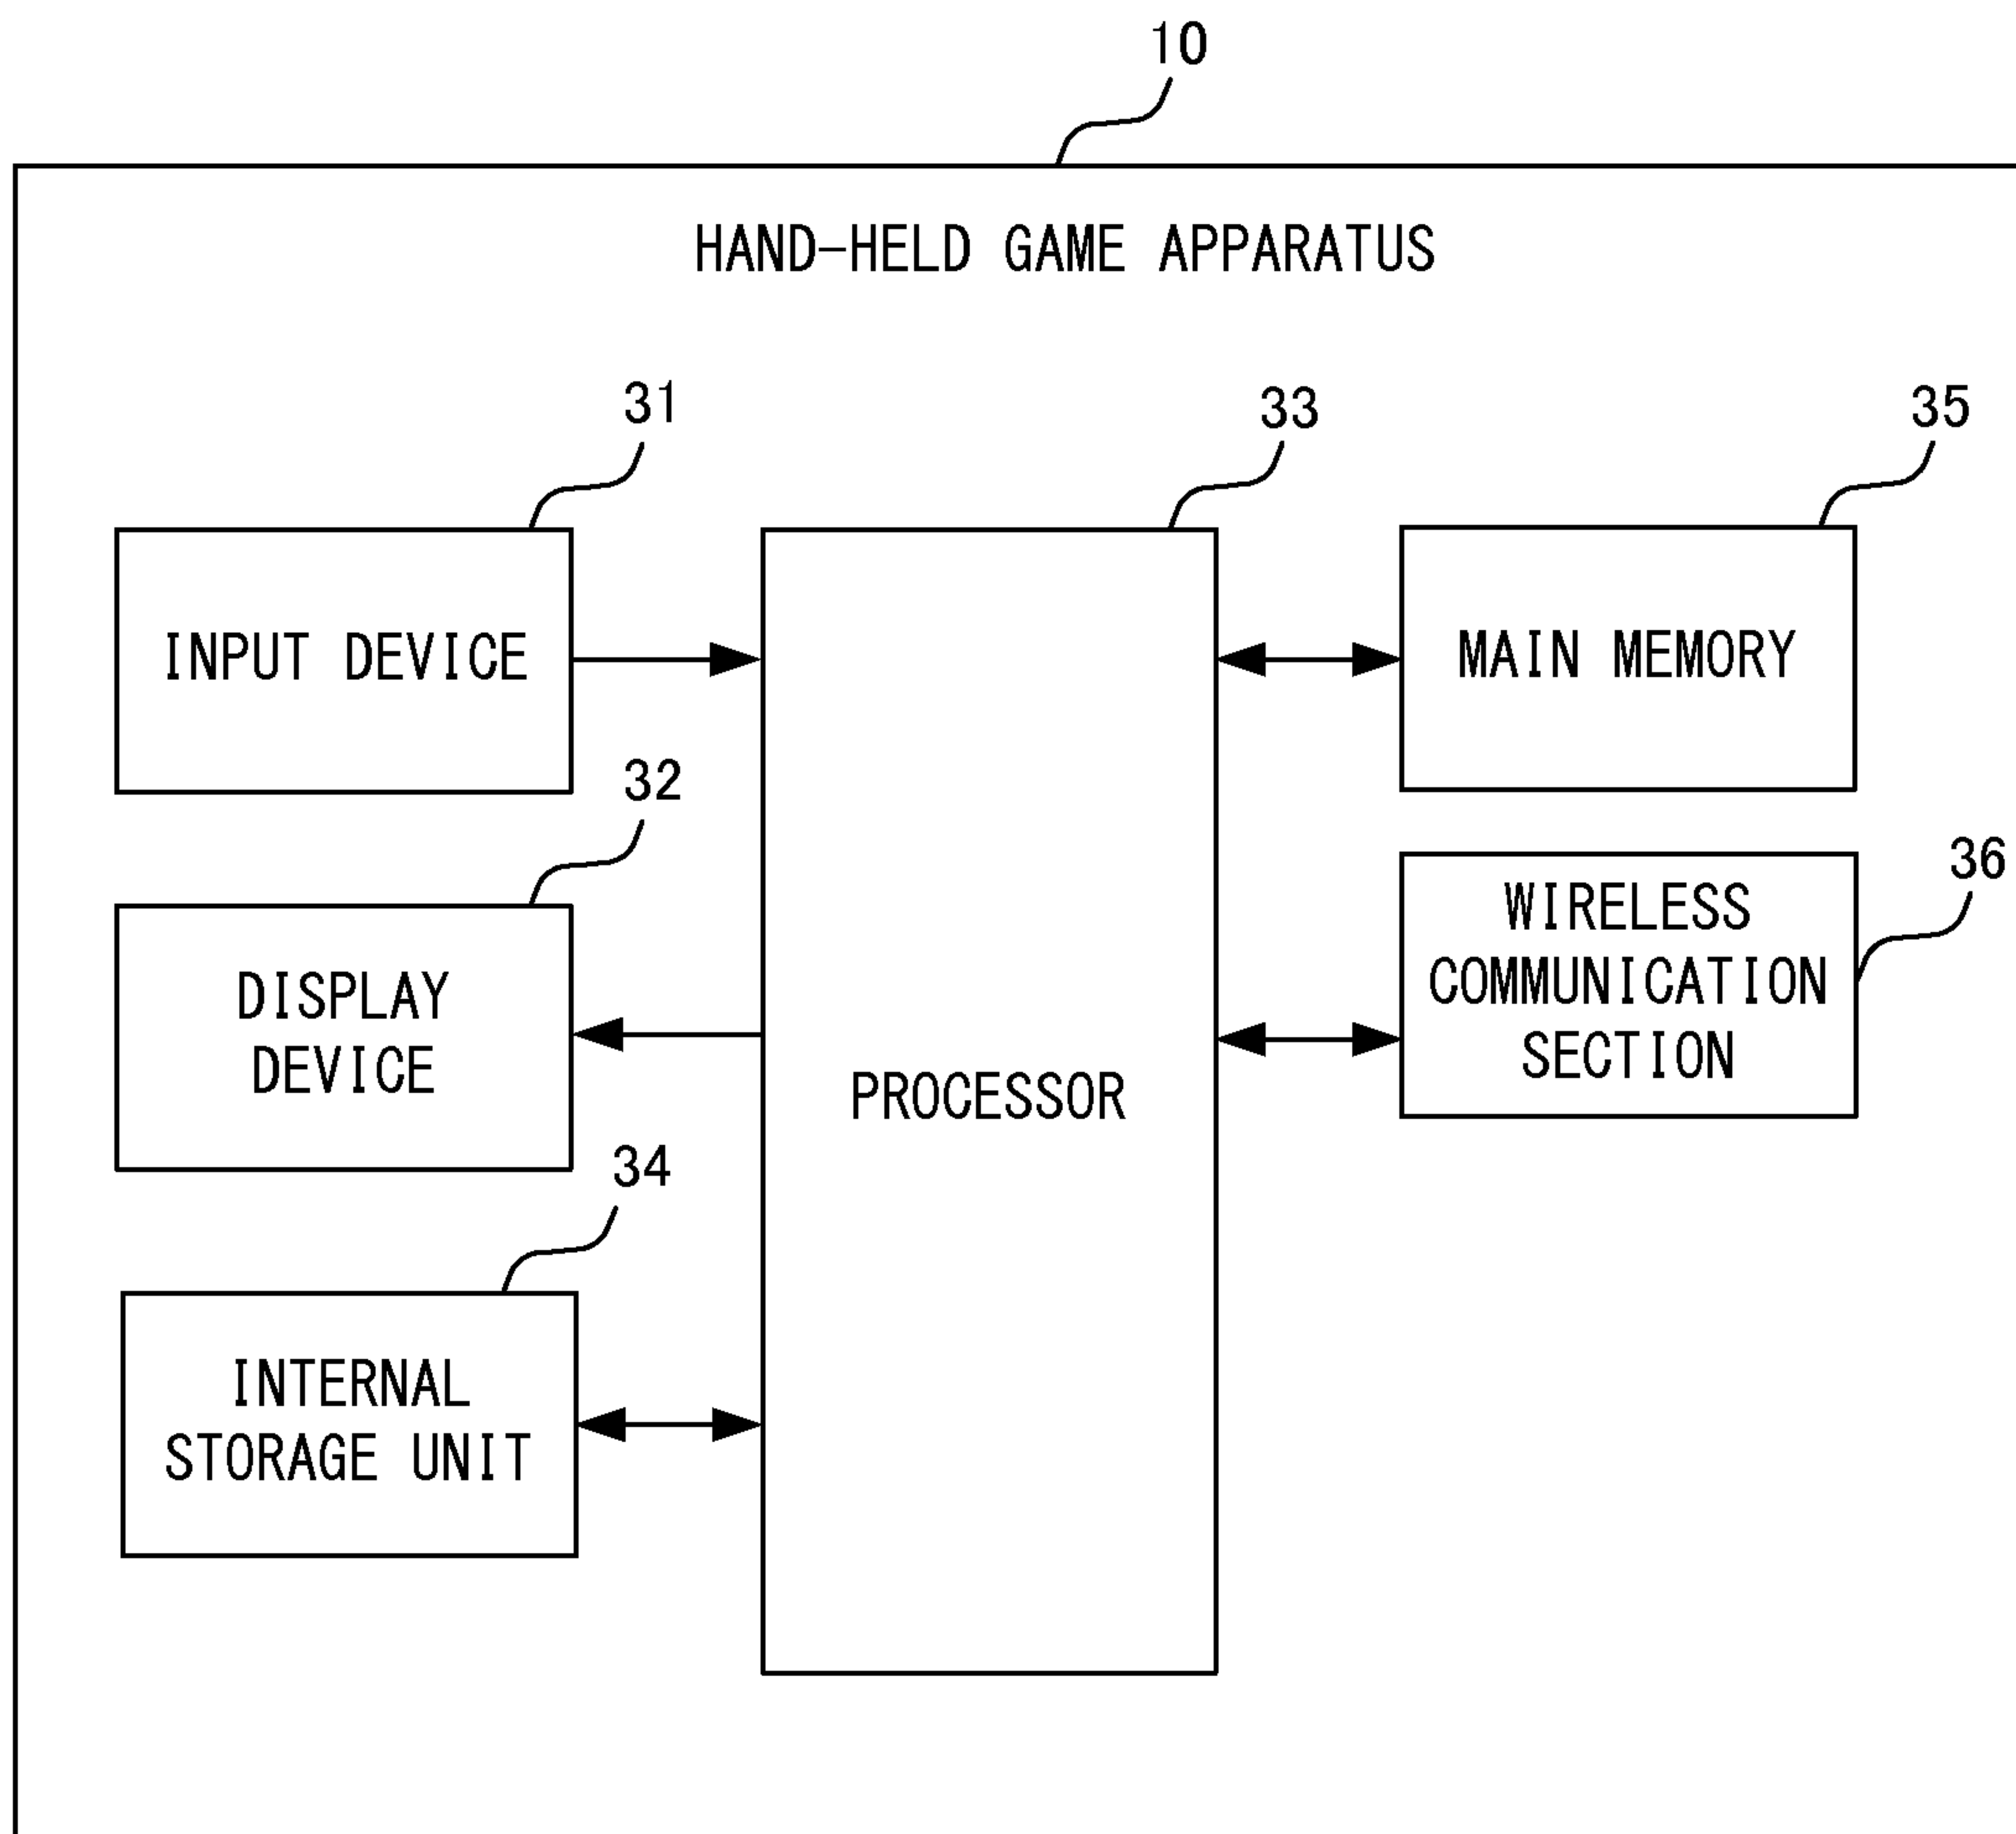 10
HAND-HELD GAME APPARATUS
31
33
35
INPUT DEVICE
MAIN MEMORY
32
36
WIRELESS
COMMUNICATION
SECTION
DISPLAY
DEVICE
PROCESSOR
34
INTERNAL
STORAGE UNIT